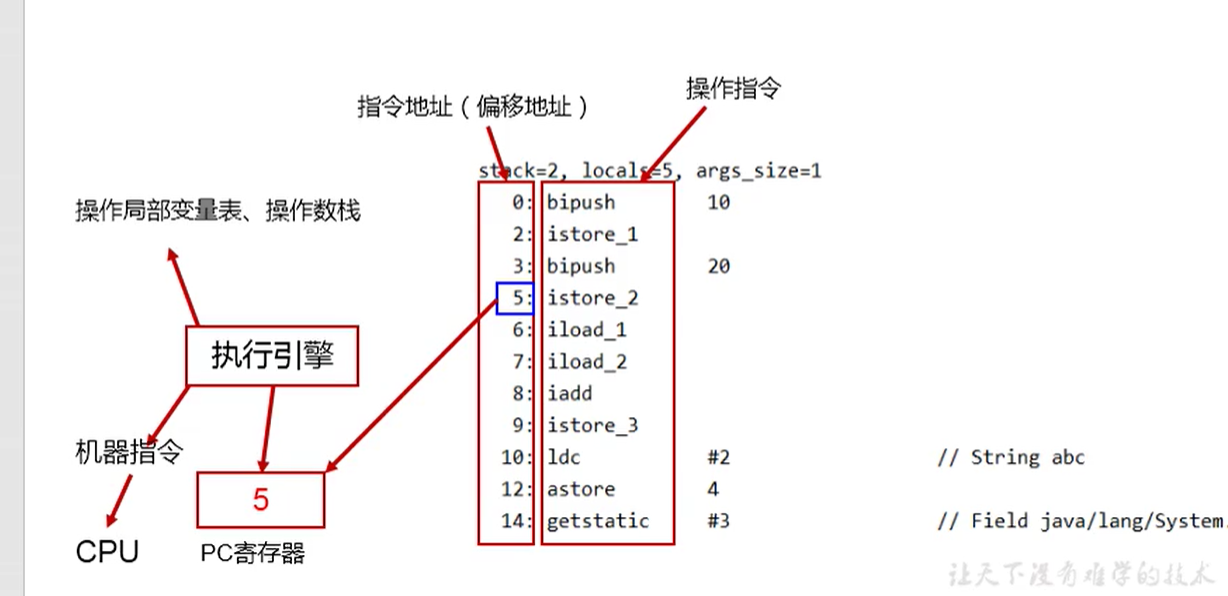 指令地址（偏移地址）
操作指令
stack=2, locals=5, args_size=1
操作局部变量表、操作数栈
0: bipush 10
2: istore_1
3: bipush 20
5: istore_2
6: iload_1
7: iload_2
8: iadd
9: istore_3
10: ldc #2 // String abc
12: astore 4
14: getstatic #3 // Field java/lang/System.
执行引擎
机器指令
5
CPU
PC寄存器
让天下没有难学的技术